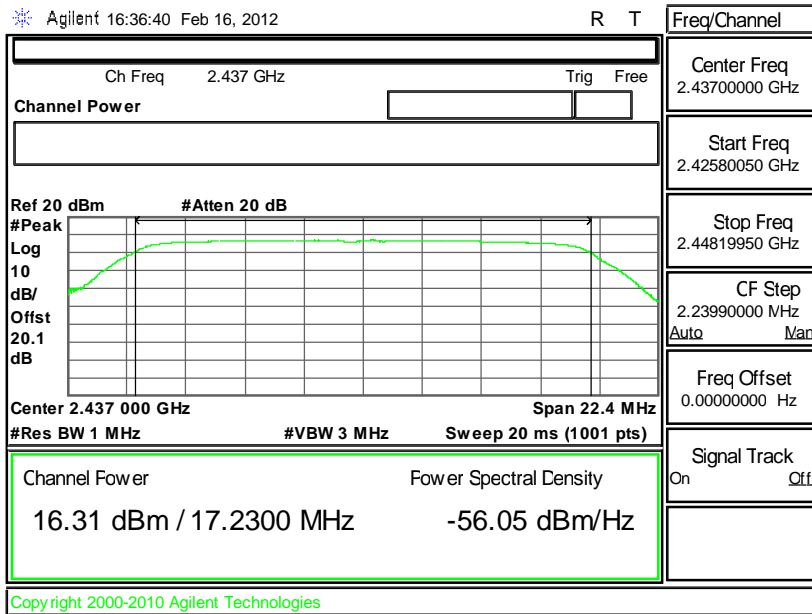 Agilent 16:36:40 Feb 16, 2012 R T
Freq/Channel
Ch Freq 2.437 GHz Trig Free
Channel Power
Center Freq
2.43700000 GHz
Start Freq
2.42580050 GHz
Stop Freq
2.44819950 GHz
CF Step
2.23990000 MHz
Auto Man
Freq Offset
0.00000000 Hz
Signal Track
On Off
Ref 20 dBm #Atten 20 dB
#Peak
Log
10
dB/
Offst
20.1
dB
Center 2.437 000 GHz Span 22.4 MHz
#Res BW 1 MHz #VBW 3 MHz Sweep 20 ms (1001 pts)
Channel Power Power Spectral Density
16.31 dBm / 17.2300 MHz -56.05 dBm/Hz
Copyright 2000-2010 Agilent Technologies